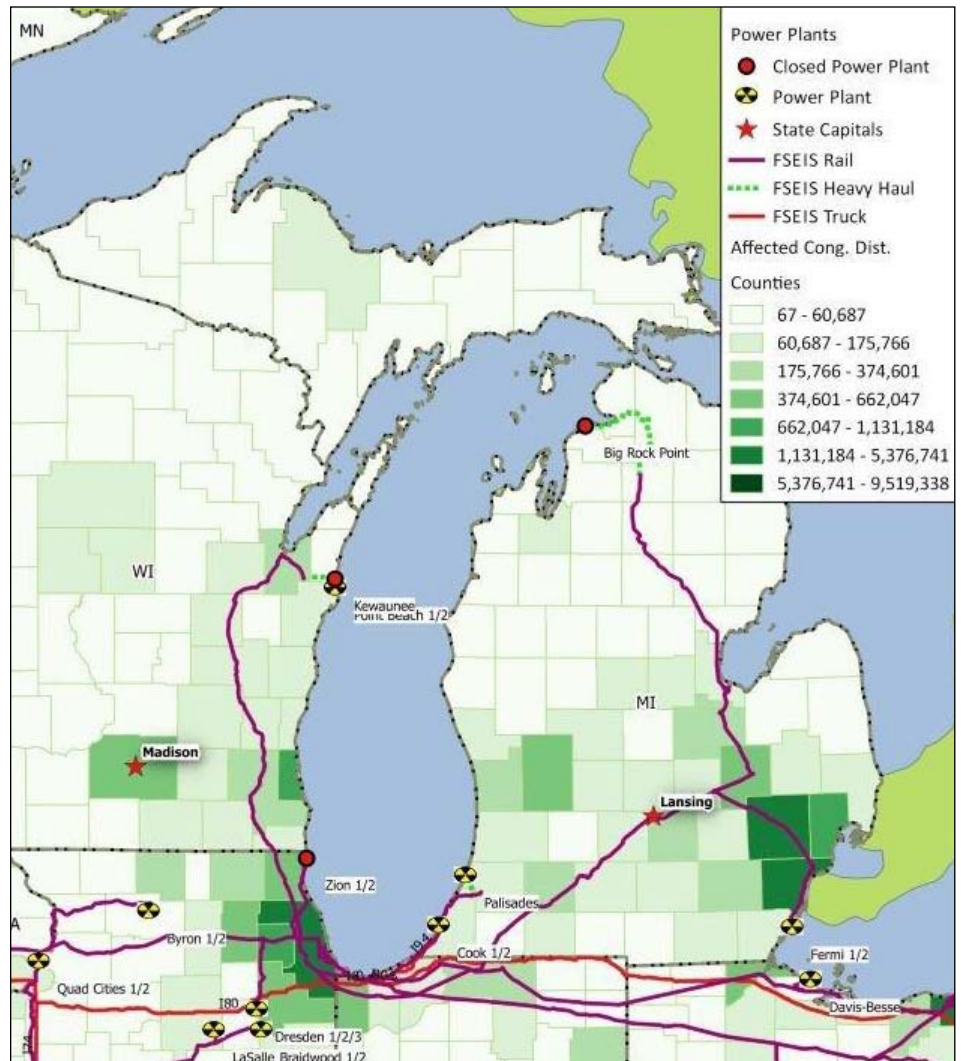 MN
Power Plants
Closed Power Plant
Power Plant
State Capitals
FSEIS Rail
FSEIS Heavy Haul
FSEIS Truck
Affected Cong. Dist.
Counties
67 - 60,687
60,687 - 175,766
175,766 - 374,601
374,601 - 662,047
662,047 - 1,131,184
1,131,184 - 5,376,741
5,376,741 - 9,519,338
Big Rock Point
WI
Kewaunee
Point Beach 1/2
MI
Madison
Lansing
Zion 1/2
Palisades
A
Byron 1/2
I94
Cook 1/2
Fermi 1/2
I80
Quad Cities 1/2
I80
Davis-Besse
Dresden 1/2/3
I74
LaSalle Braidwood 1/2